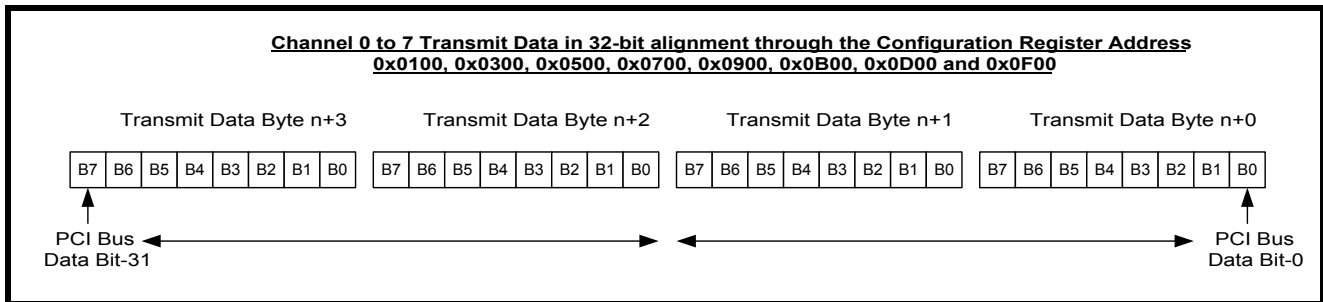 Channel 0 to 7 Transmit Data in 32-bit alignment through the Configuration Register Address
0x0100, 0x0300, 0x0500, 0x0700, 0x0900, 0x0B00, 0x0D00 and 0x0F00
Transmit Data Byte n+3 Transmit Data Byte n+2 Transmit Data Byte n+1 Transmit Data Byte n+0
B7 B6 B5 B4 B3 B2 B1 B0 B7 B6 B5 B4 B3 B2 B1 B0 B7 B6 B5 B4 B3 B2 B1 B0 B7 B6 B5 B4 B3 B2 B1 B0
PCI Bus PCI Bus
Data Bit-31 Data Bit-0